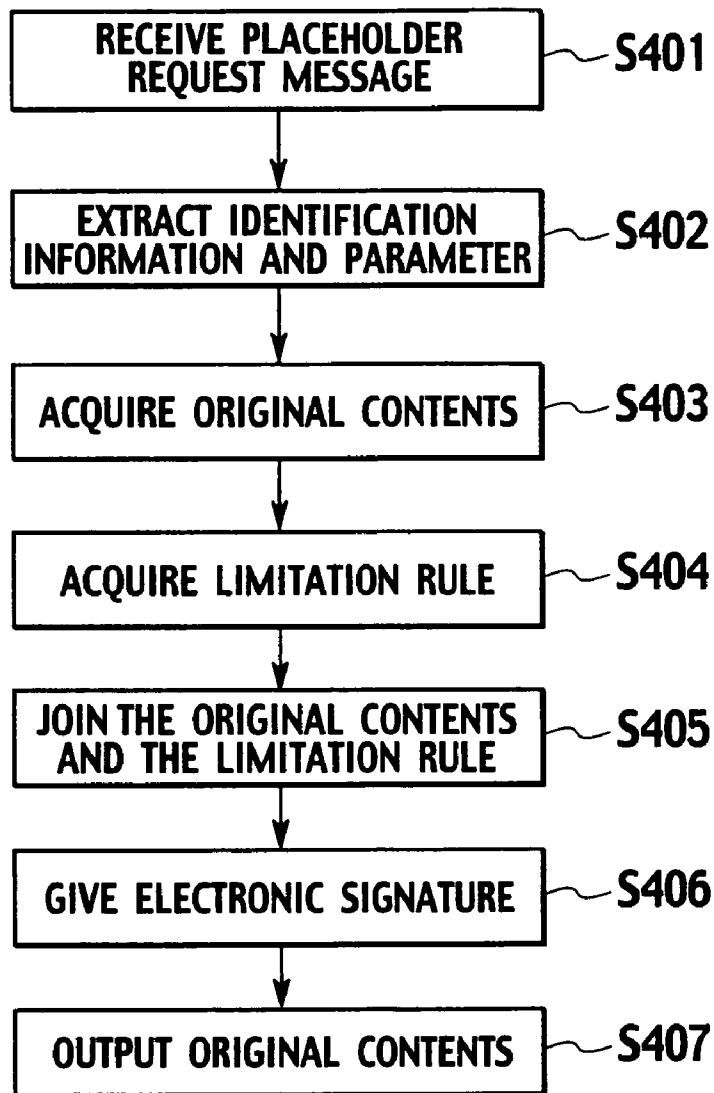 RECEIVE PLACEHOLDER
REQUEST MESSAGE
S401
EXTRACT IDENTIFICATION
INFORMATION AND PARAMETER
S402
ACQUIRE ORIGINAL CONTENTS
S403
ACQUIRE LIMITATION RULE
S404
JOIN THE ORIGINAL CONTENTS
AND THE LIMITATION RULE
S405
GIVE ELECTRONIC SIGNATURE
S406
OUTPUT ORIGINAL CONTENTS
S407